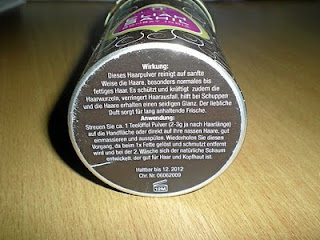 SAHIR
Wirkung:
Dieses Haarpulver reinigt auf sanfte
Weise die Haare, besonders normales bis
fettiges Haar. Es schützt und kräftigt zudem die
Haarwurzeln, verringert Haarausfall, hilft bei Schuppen
und die Haare erhalten einen seidigen Glanz. Der liebliche
Duft sorgt für lang anhaltende Frische.
Anwendung:
Streuen Sie ca. 1 Teelöffel Pulver (2-3g je nach Haarlänge)
auf die Handfläche oder direkt auf Ihre nassen Haare, gut
einmassieren und ausspülen. Wiederholen Sie diesen
Vorgang, da beim 1x Fette gelöst und schmutz entfernt
wird und bei der 2. Wäsche sich der natürliche Schaum
entwickelt, der gut für Haar und Kopfhaut ist.
Haltbar bis 12. 2012
Chr. Nr. 06062009
12M